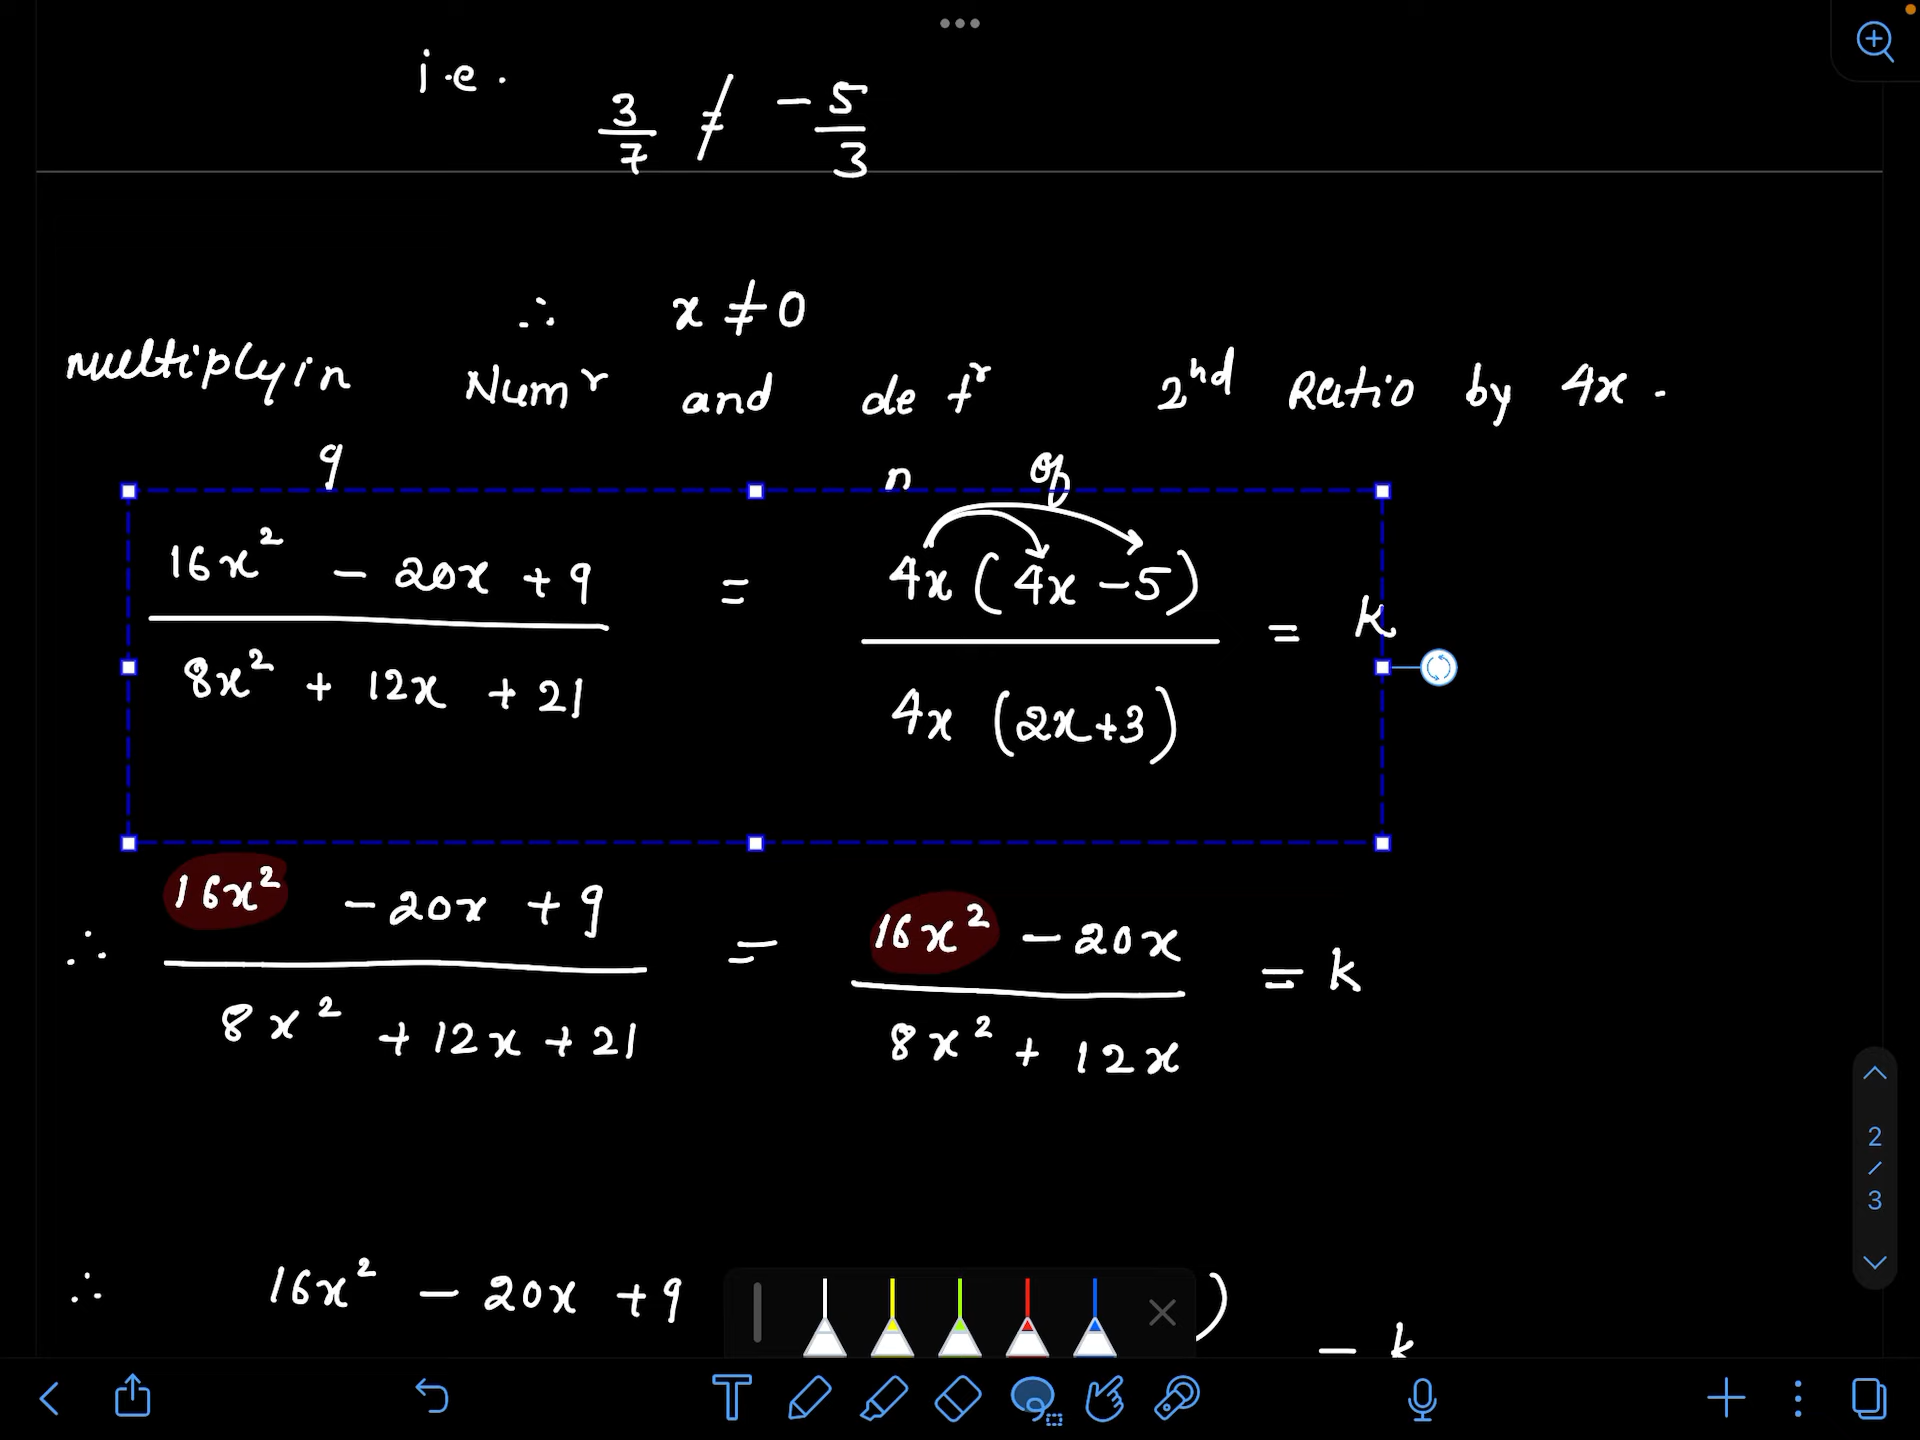 i.e. 3/7 ≠ -5/3
∴ x ≠ 0
multiplyin Numʳ and de tʳ 2nd Ratio by 4x.
g n of
(16x² - 20x + 9)/(8x² + 12x + 21) = 4x(4x - 5)/4x(2x+3) = k
∴ (16x² - 20x + 9)/(8x² + 12x + 21) = (16x² - 20x)/(8x² + 12x) = k
∴ 16x² - 20x + 9 ) - k
2
/
3